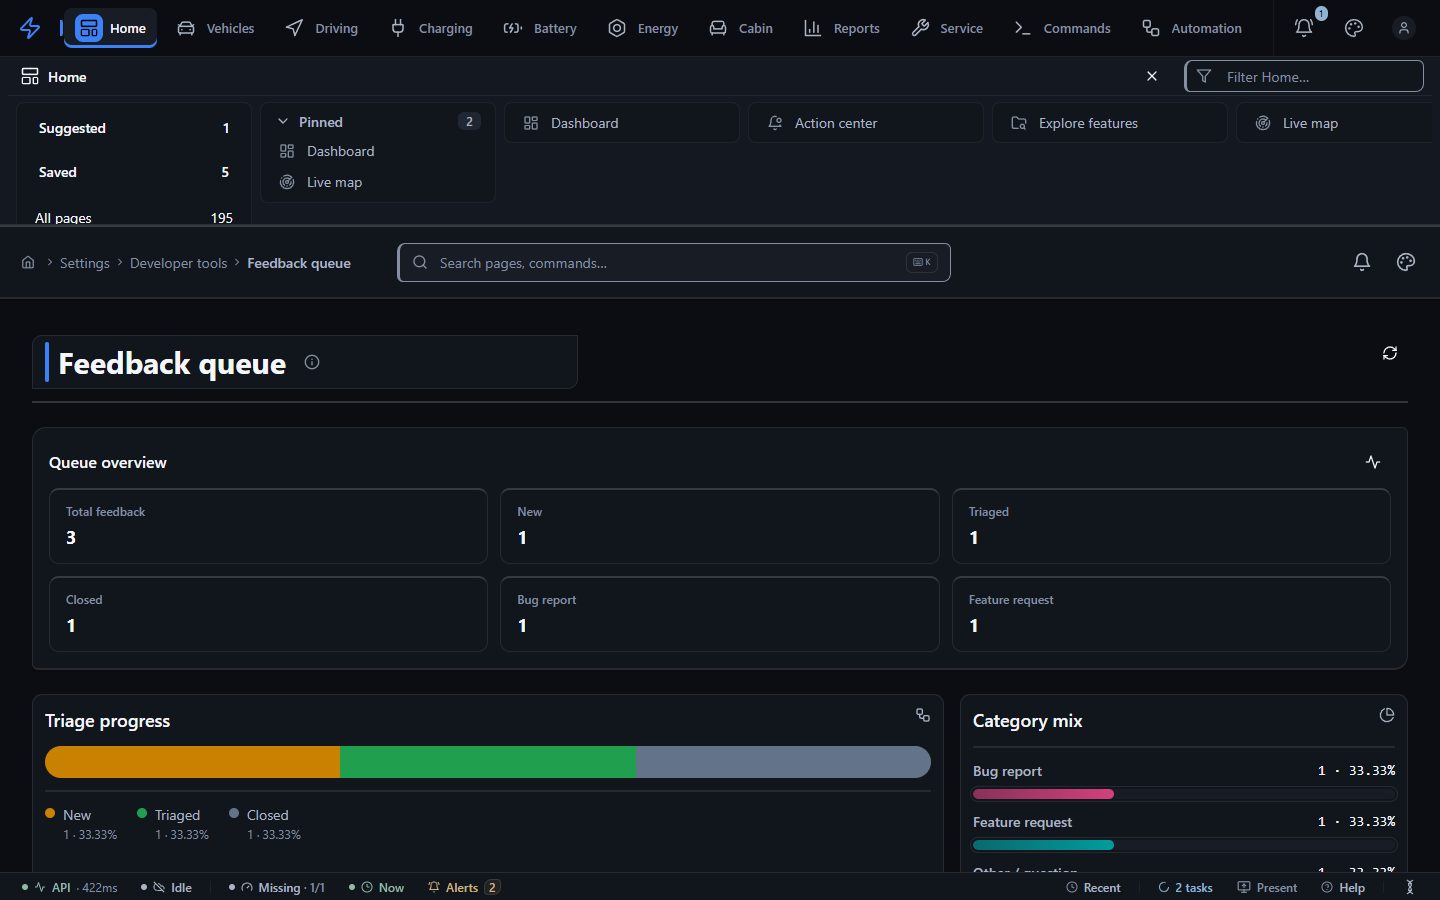 Home
Vehicles
Driving
Charging
Battery
Energy
Cabin
Reports
Service
Commands
Automation
1
Home
Filter Home...
Suggested 1
Saved 5
All pages 195
Pinned 2
Dashboard
Live map
Dashboard
Action center
Explore features
Live map
Settings > Developer tools > Feedback queue
Search pages, commands...
K
Feedback queue
Queue overview
Total feedback
3
New
1
Triaged
1
Closed
1
Bug report
1
Feature request
1
Triage progress
New
1 · 33.33%
Triaged
1 · 33.33%
Closed
1 · 33.33%
Category mix
Bug report 1 · 33.33%
Feature request 1 · 33.33%
Other / question 1 · 33.33%
API · 422ms
Idle
Missing · 1/1
Now
Alerts 2
Recent
2 tasks
Present
Help